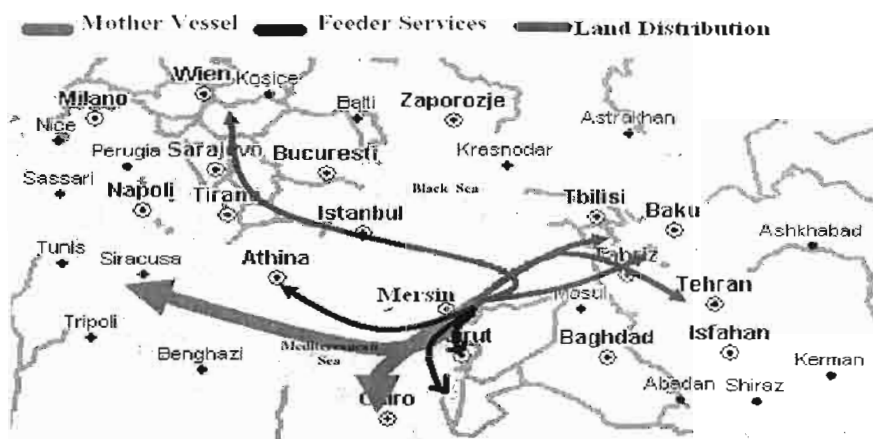 Mother Vessel Feeder Services Land Distribution
Wien Kosice
Milano Balti Zaporozje
Nice Astrakhan
Perugia Sarajevo Bucuresti Krasnodar
Sassari Black Sea
Napoli Tirana Istanbul Tbilisi Baku
Tunis Siracusa Athina Ashkhabad
Tabriz
Mersin Mosul Tehran
Tripoli Mediterranean Baghdad Isfahan
Benghazi Sea
Kerman
Cairo Abadan Shiraz